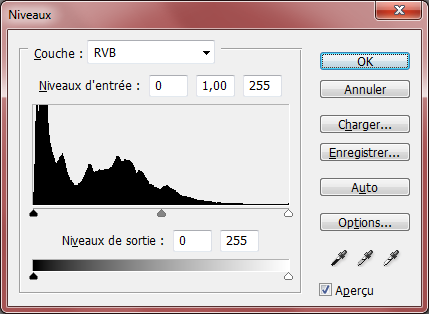 Niveaux
Couche : RVB
OK
Niveaux d'entrée : 0 1,00 255
Annuler
Charger...
Enregistrer...
Auto
Options...
Niveaux de sortie : 0 255
Aperçu